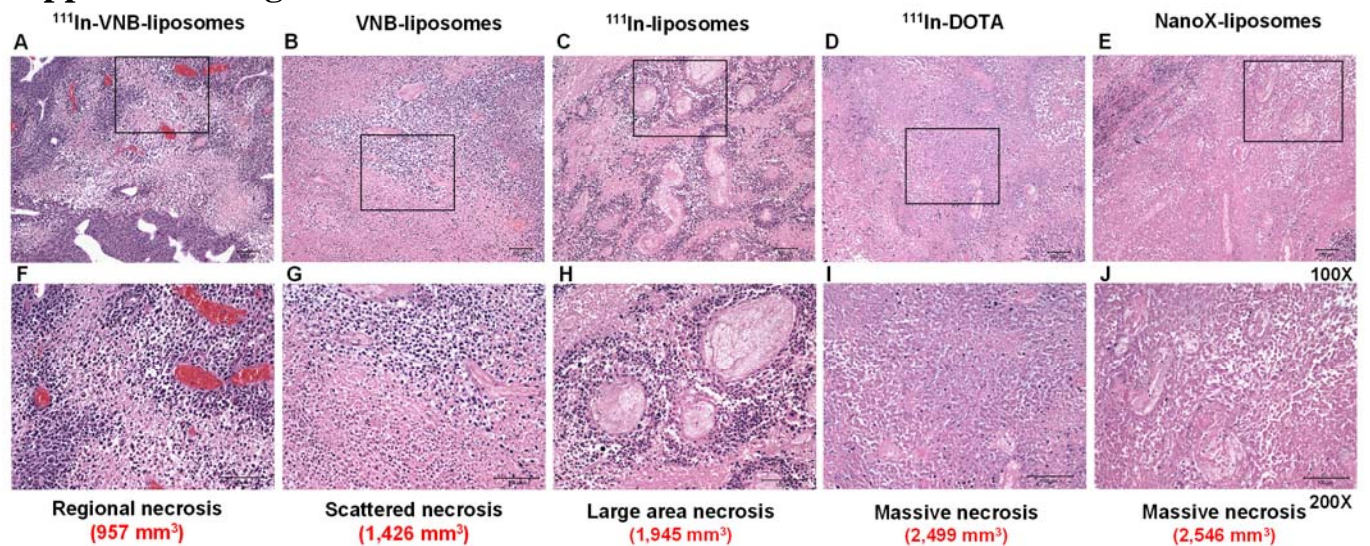 ¹¹¹In-VNB-liposomes VNB-liposomes ¹¹¹In-liposomes ¹¹¹In-DOTA NanoX-liposomes
A B C D E
F G H I J 100X
Regional necrosis Scattered necrosis Large area necrosis Massive necrosis Massive necrosis 200X
(957 mm³) (1,426 mm³) (1,945 mm³) (2,499 mm³) (2,546 mm³)